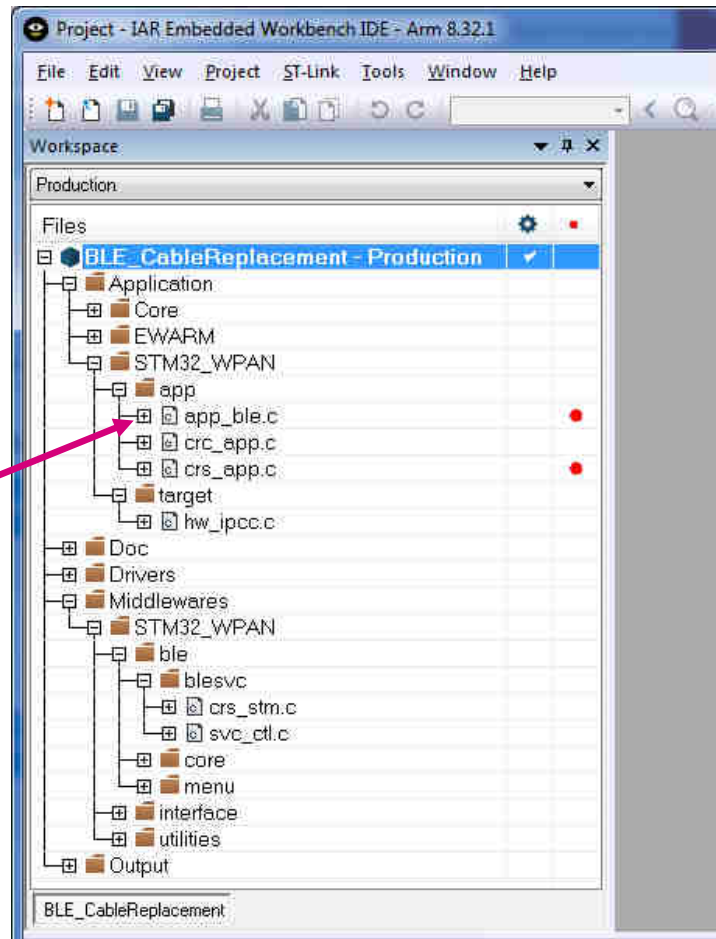 Project - IAR Embedded Workbench IDE - Arm 8.32.1
File Edit View Project ST-Link Tools Window Help
Workspace
Production
Files
BLE_CableReplacement - Production
Application
Core
EWARM
STM32_WPAN
app
app_ble.c
crc_app.c
crs_app.c
target
hw_ipcc.c
Doc
Drivers
Middlewares
STM32_WPAN
ble
blesvc
crs_stm.c
svc_ctl.c
core
menu
interface
utilities
Output
BLE_CableReplacement